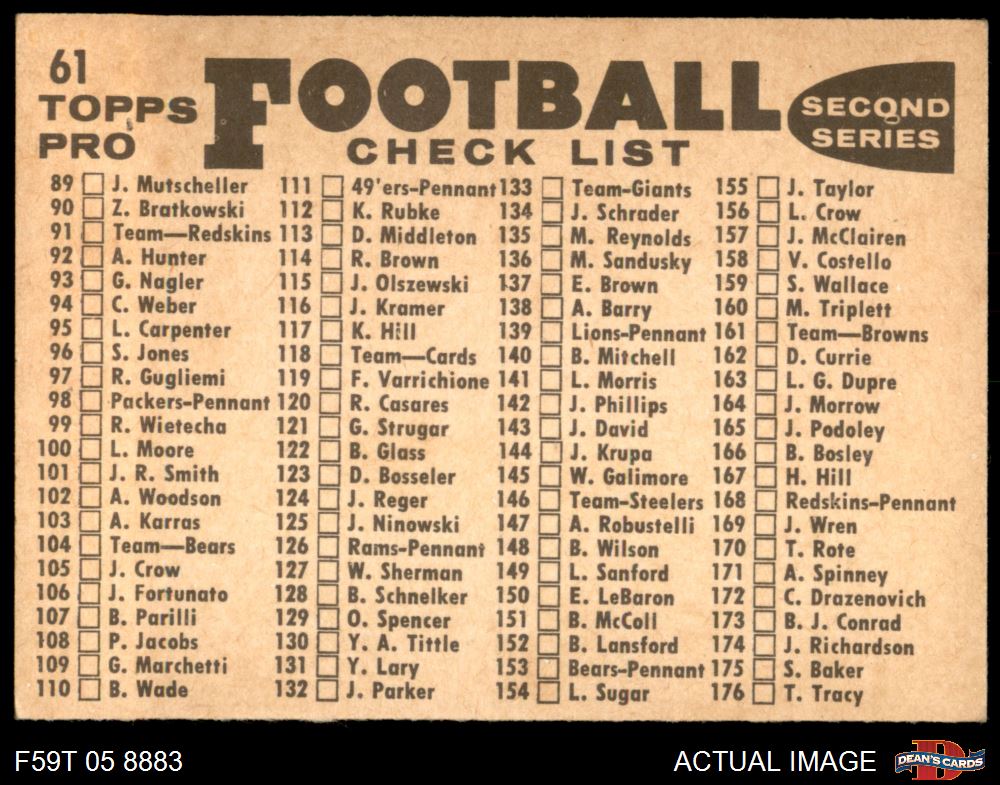 61
TOPPS
PRO
FOOTBALL
CHECK LIST
SECOND
SERIES
89 J. Mutscheller
90 Z. Bratkowski
91 Team—Redskins
92 A. Hunter
93 G. Nagler
94 C. Weber
95 L. Carpenter
96 S. Jones
97 R. Gugliemi
98 Packers-Pennant
99 R. Wietecha
100 L. Moore
101 J. R. Smith
102 A. Woodson
103 A. Karras
104 Team—Bears
105 J. Crow
106 J. Fortunato
107 B. Parilli
108 P. Jacobs
109 G. Marchetti
110 B. Wade
111 49'ers-Pennant
112 K. Rubke
113 D. Middleton
114 R. Brown
115 J. Olszewski
116 J. Kramer
117 K. Hill
118 Team—Cards
119 F. Varrichione
120 R. Casares
121 G. Strugar
122 B. Glass
123 D. Bosseler
124 J. Reger
125 J. Ninowski
126 Rams-Pennant
127 W. Sherman
128 B. Schnelker
129 O. Spencer
130 Y. A. Tittle
131 Y. Lary
132 J. Parker
133 Team-Giants
134 J. Schrader
135 M. Reynolds
136 M. Sandusky
137 E. Brown
138 A. Barry
139 Lions-Pennant
140 B. Mitchell
141 L. Morris
142 J. Phillips
143 J. David
144 J. Krupa
145 W. Galimore
146 Team-Steelers
147 A. Robustelli
148 B. Wilson
149 L. Sanford
150 E. LeBaron
151 B. McColl
152 B. Lansford
153 Bears-Pennant
154 L. Sugar
155 J. Taylor
156 L. Crow
157 J. McClairen
158 V. Costello
159 S. Wallace
160 M. Triplett
161 Team—Browns
162 D. Currie
163 L. G. Dupre
164 J. Morrow
165 J. Podoley
166 B. Bosley
167 H. Hill
168 Redskins-Pennant
169 J. Wren
170 T. Rote
171 A. Spinney
172 C. Drazenovich
173 B. J. Conrad
174 J. Richardson
175 S. Baker
176 T. Tracy
F59T 05 8883
ACTUAL IMAGE
DEAN'S CARDS